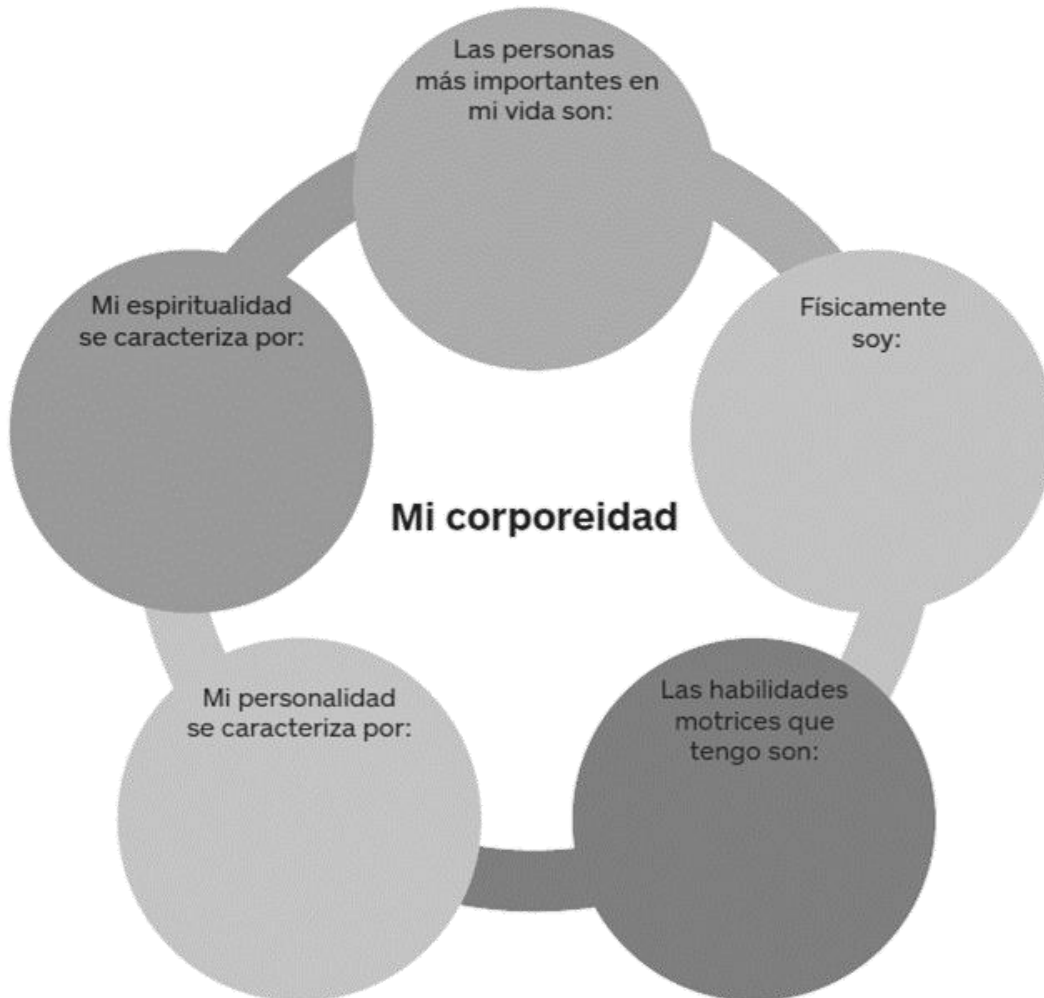 Las personas
más importantes en
mi vida son:
Mi espiritualidad
se caracteriza por:
Físicamente
soy:
Mi corporeidad
Mi personalidad
se caracteriza por:
Las habilidades
motrices que
tengo son: